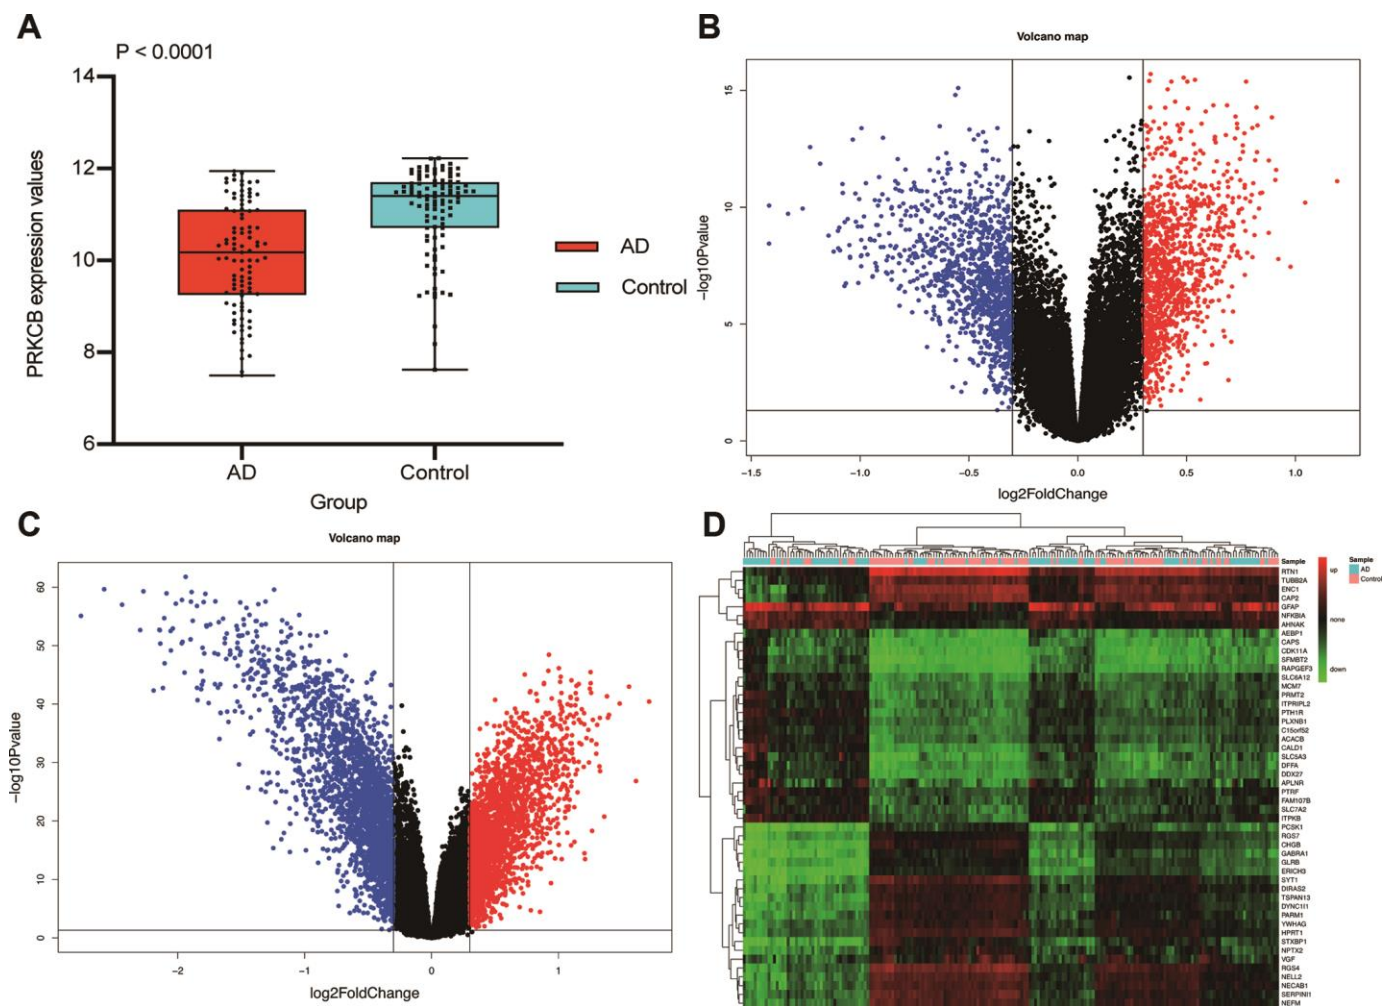 A
P < 0.0001
14
12
10
8
6
PRKCB expression values
AD
Control
Group
AD
Control
B
Volcano map
15
10
5
0
-log10Pvalue
-1.5
-1.0
-0.5
0.0
0.5
1.0
log2FoldChange
C
Volcano map
60
50
40
30
20
10
0
-log10Pvalue
-2
-1
0
1
log2FoldChange
D
Sample
RTN1
TUBB2A
ENC1
CAP2
GFAP
NFKBIA
AHNAK
AEBP1
CAPS
CDK11A
SFMBT2
RAPGEF3
SLC6A12
MCM7
PRMT2
ITPRIPL2
PTH1R
PLXNB1
C15orf52
ACACB
CALD1
SLC5A3
DFFA
DDX27
APLNR
PTRF
FAM107B
SLC7A2
ITPKB
PCSK1
RGS7
CHGB
GABRA1
GLRB
ERICH3
SYT1
DIRAS2
TSPAN13
DYNC1I1
PARM1
YWHAG
HPRT1
STXBP1
NPTX2
VGF
RGS4
NELL2
NECAB1
SERPINI1
NEFM
up
none
down
Sample
AD
Control